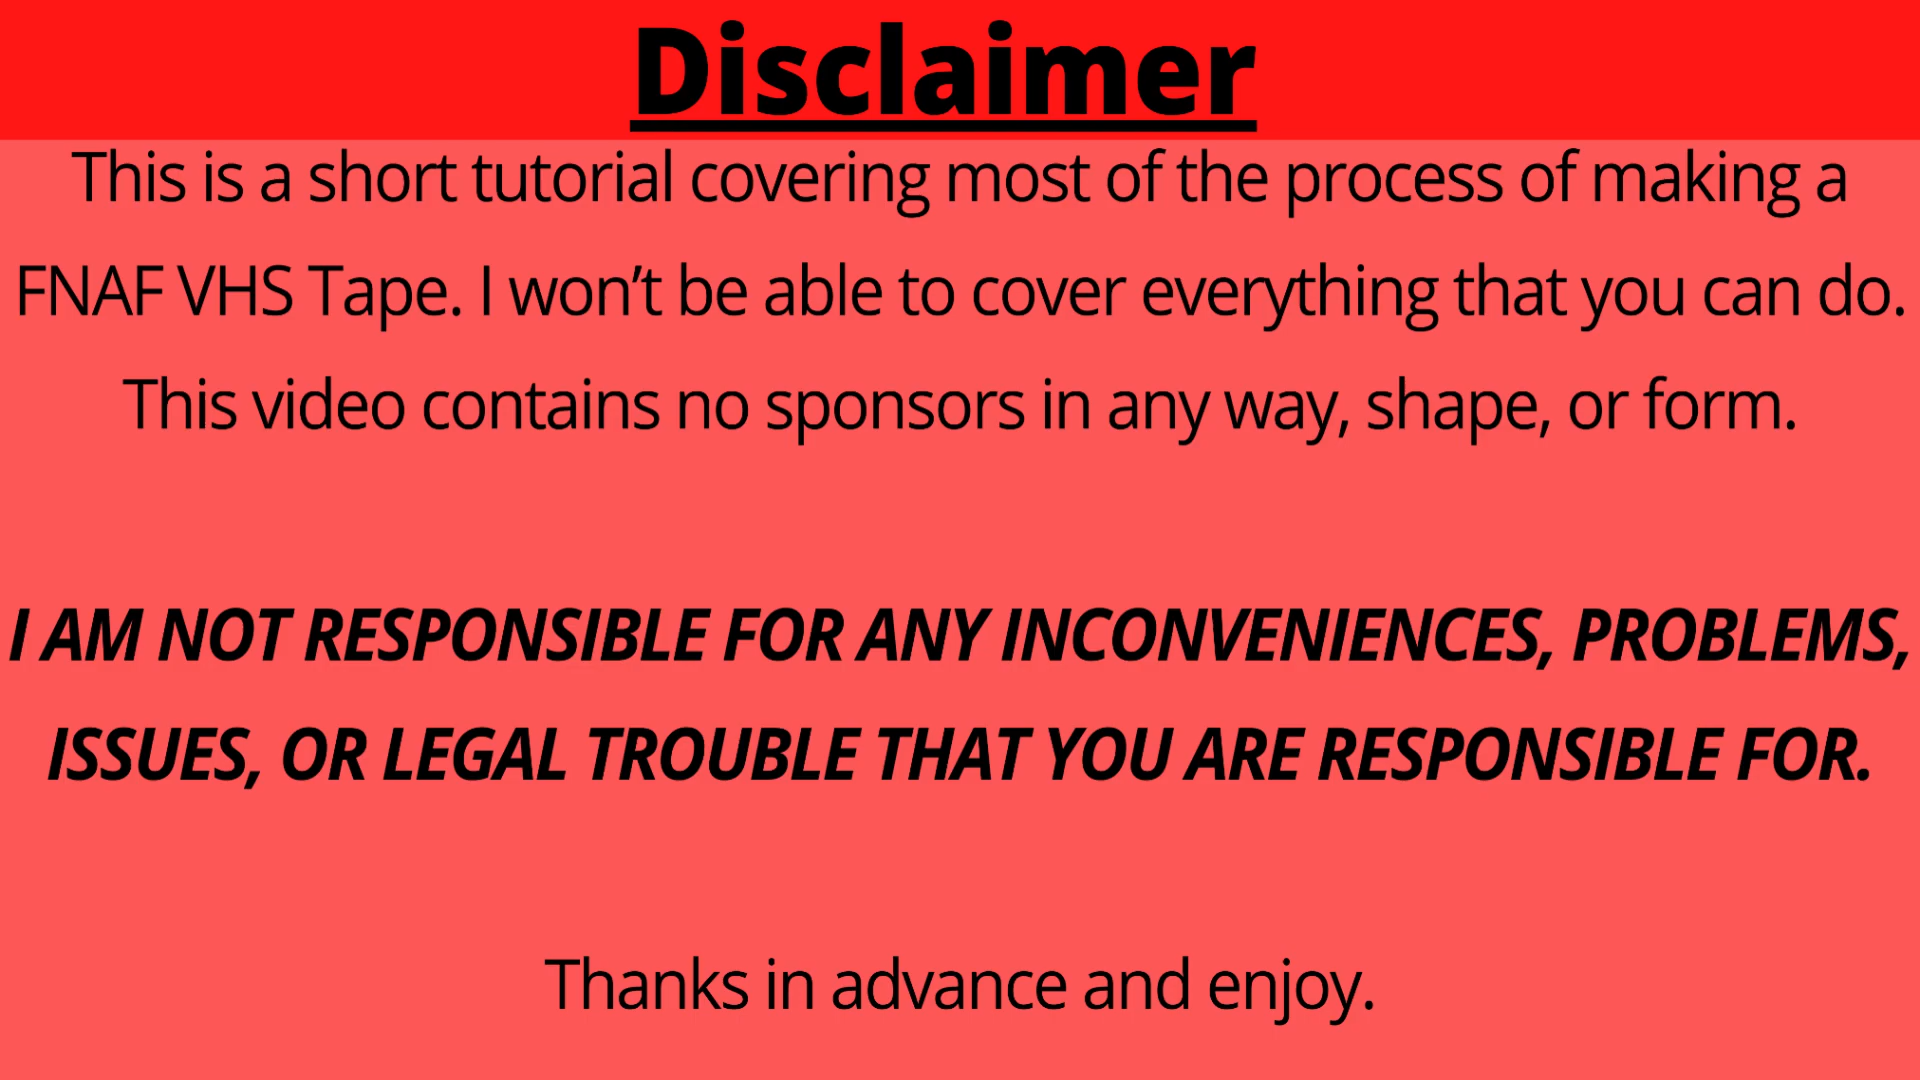 Disclaimer
This is a short tutorial covering most of the process of making a
FNAF VHS Tape. I won’t be able to cover everything that you can do.
This video contains no sponsors in any way, shape, or form.
I AM NOT RESPONSIBLE FOR ANY INCONVENIENCES, PROBLEMS,
ISSUES, OR LEGAL TROUBLE THAT YOU ARE RESPONSIBLE FOR.
Thanks in advance and enjoy.